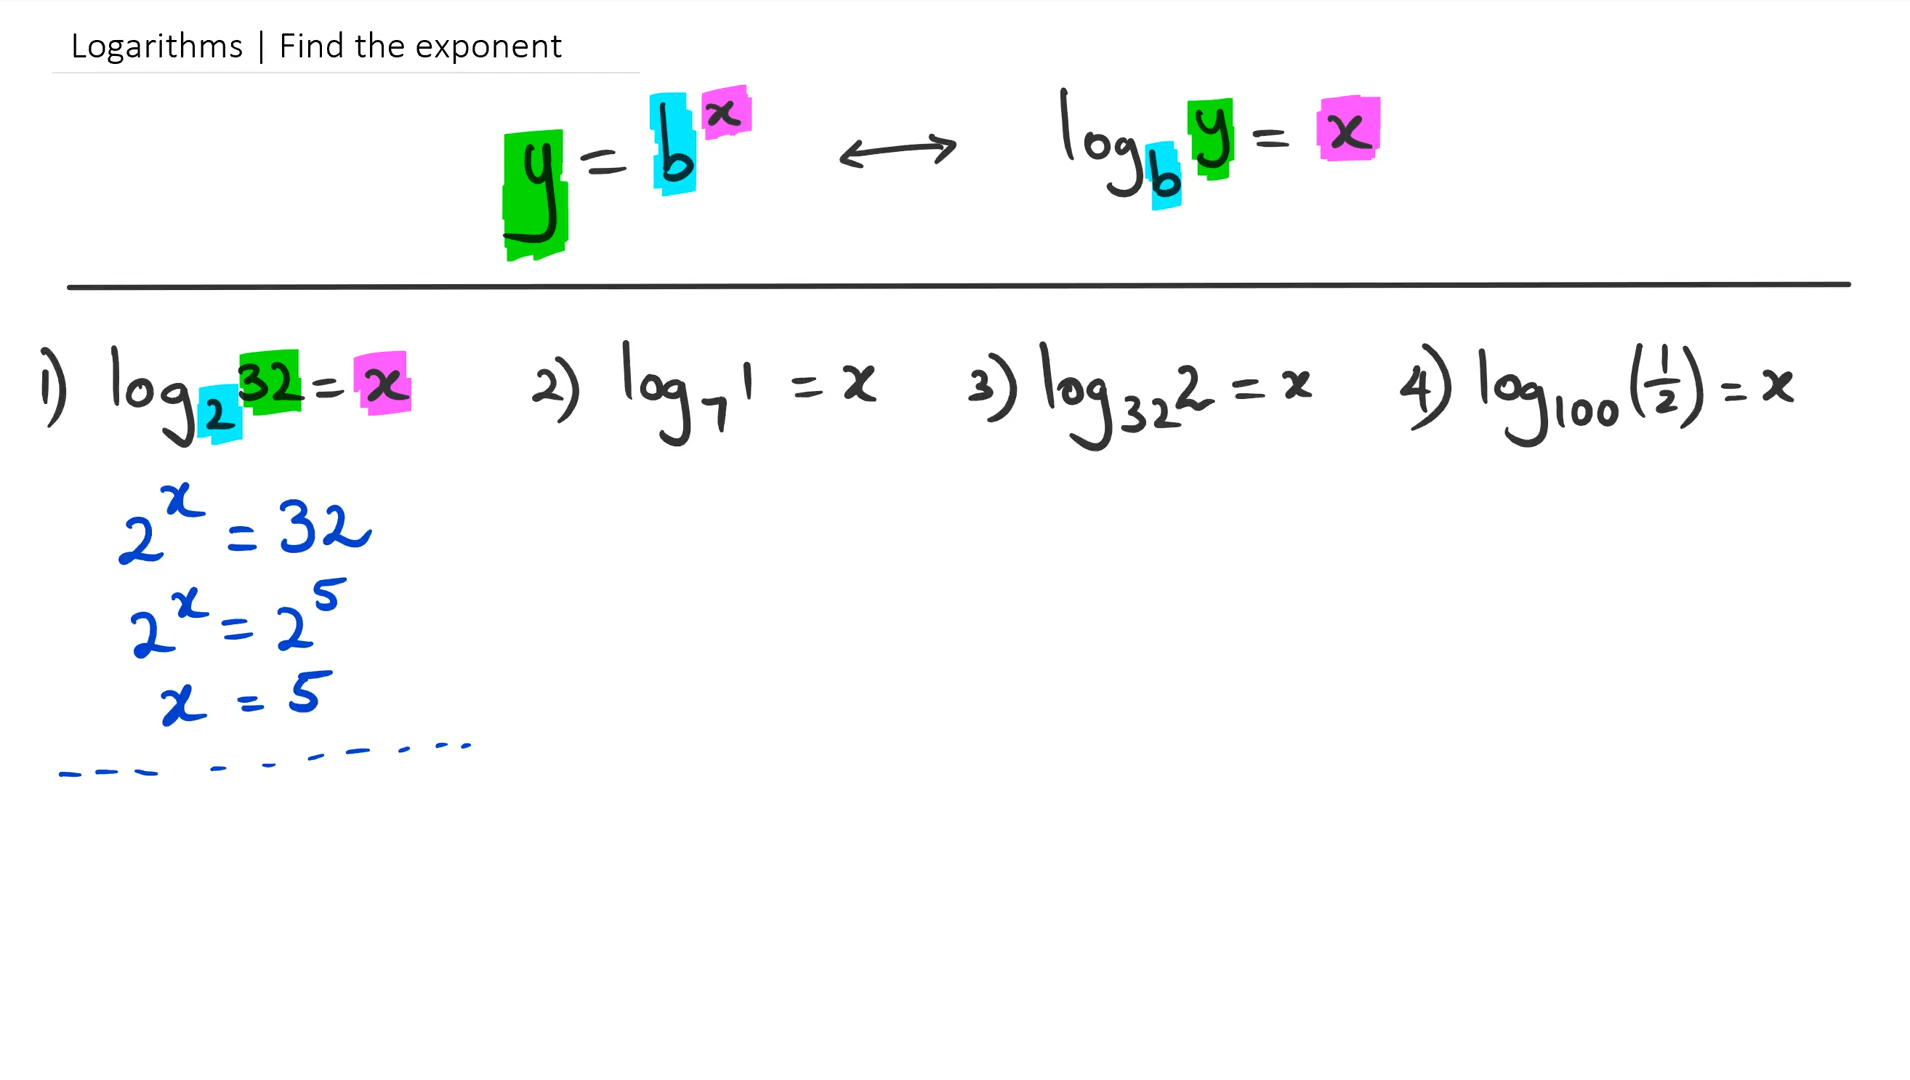 Logarithms | Find the exponent
y = b^x ⟷ log_b y = x
1) log_2 32 = x
2) log_7 1 = x
3) log_32 2 = x
4) log_100 (1/2) = x
2^x = 32
2^x = 2^5
x = 5